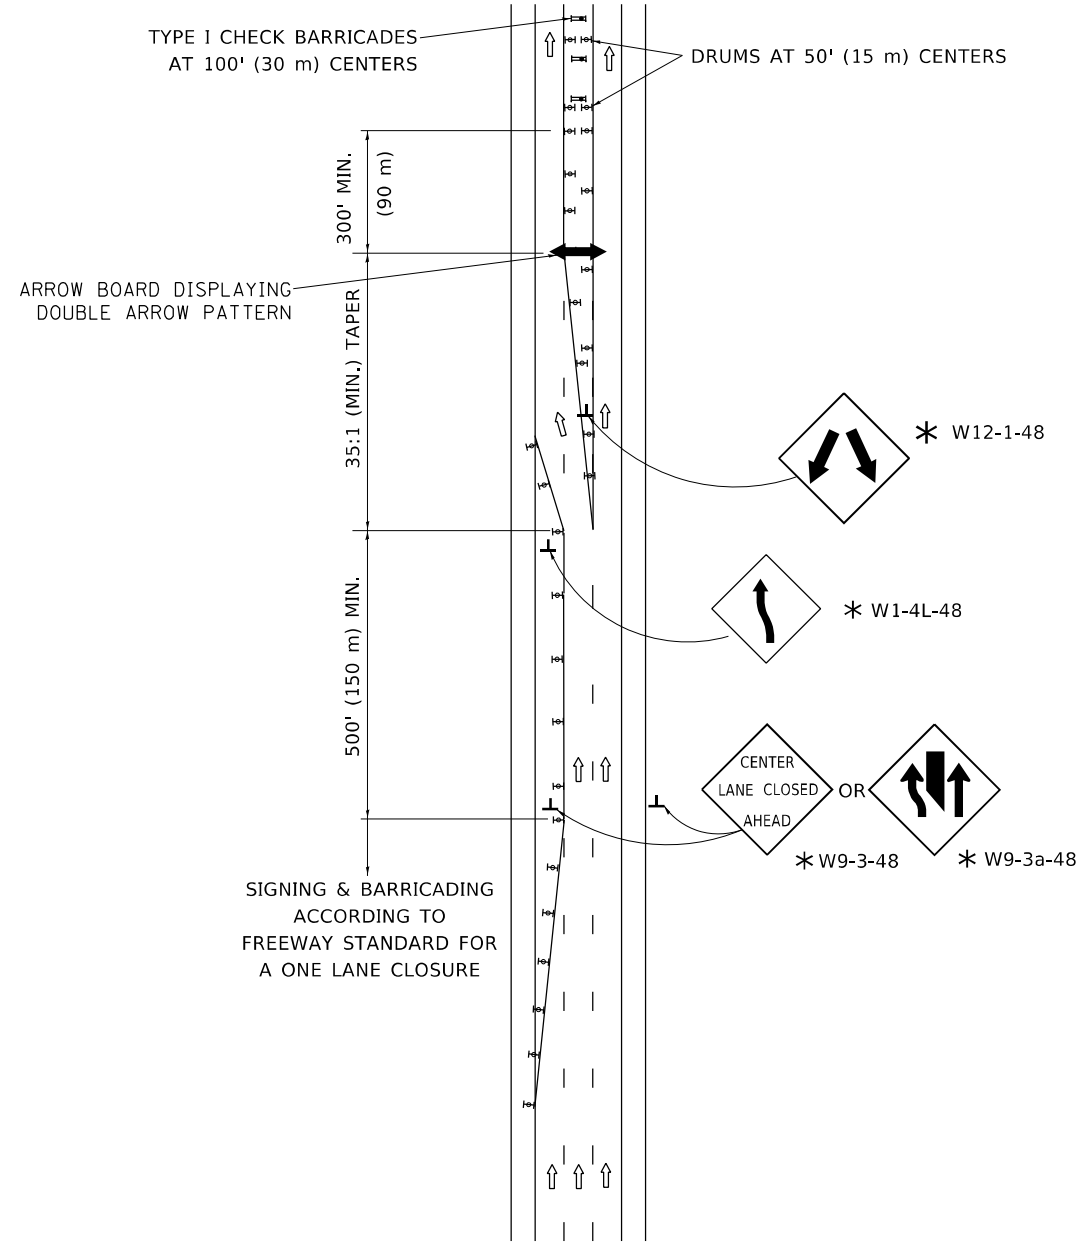 TYPE I CHECK BARRICADES
AT 100' (30 m) CENTERS
DRUMS AT 50' (15 m) CENTERS
300' MIN.
(90 m)
ARROW BOARD DISPLAYING
DOUBLE ARROW PATTERN
35:1 (MIN.) TAPER
* W12-1-48
500' (150 m) MIN.
* W1-4L-48
CENTER
LANE CLOSED
AHEAD
OR
* W9-3-48
* W9-3a-48
SIGNING & BARRICADING
ACCORDING TO
FREEWAY STANDARD FOR
A ONE LANE CLOSURE